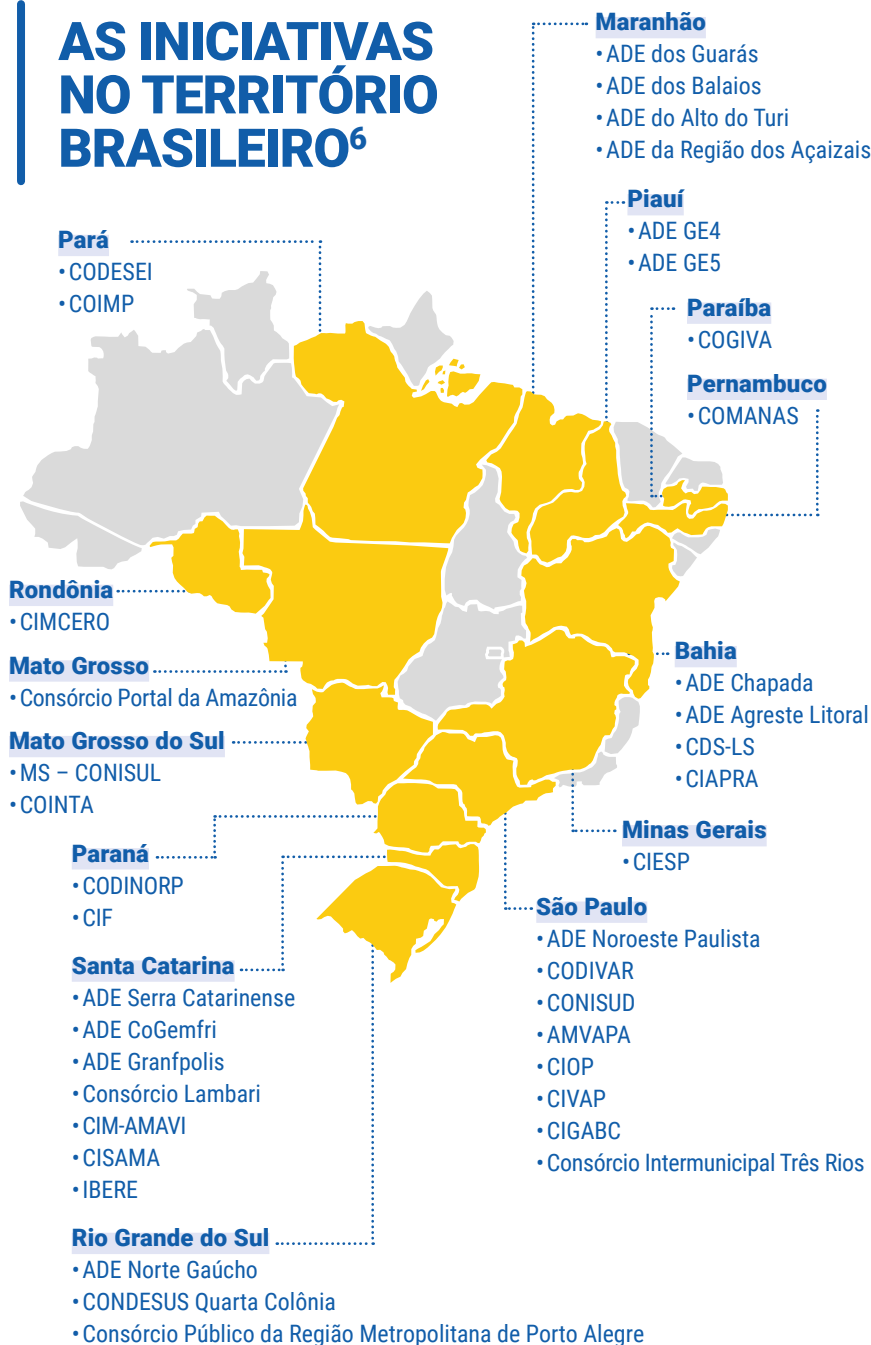 AS INICIATIVAS
NO TERRITÓRIO
BRASILEIRO⁶
Maranhão
• ADE dos Guarás
• ADE dos Balaios
• ADE do Alto do Turi
• ADE da Região dos Açaizais
Piauí
• ADE GE4
• ADE GE5
Pará
• CODESEI
• COIMP
Paraíba
• COGIVA
Pernambuco
• COMANAS
Rondônia
• CIMCERO
Mato Grosso
• Consórcio Portal da Amazônia
Mato Grosso do Sul
• MS – CONISUL
• COINTA
Bahia
• ADE Chapada
• ADE Agreste Litoral
• CDS-LS
• CIAPRA
Minas Gerais
• CIESP
Paraná
• CODINORP
• CIF
São Paulo
• ADE Noroeste Paulista
• CODIVAR
• CONISUD
• AMVAPA
• CIOP
• CIVAP
• CIGABC
• Consórcio Intermunicipal Três Rios
Santa Catarina
• ADE Serra Catarinense
• ADE CoGemfri
• ADE Granfpolis
• Consórcio Lambari
• CIM-AMAVI
• CISAMA
• IBERE
Rio Grande do Sul
• ADE Norte Gaúcho
• CONDESUS Quarta Colônia
• Consórcio Público da Região Metropolitana de Porto Alegre